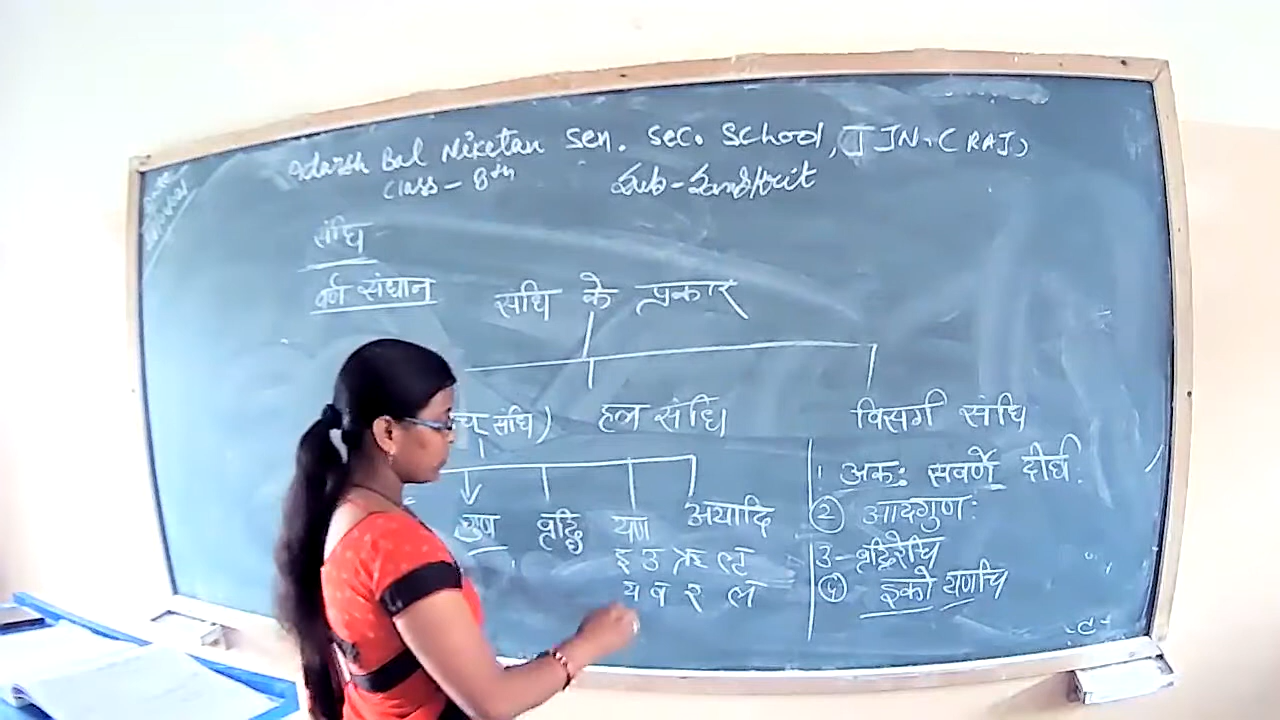 Adarsh Bal Niketan Sen. Sec. School, JJN. (RAJ)
Class - 8th Sub - Sanskrit
संधि
वर्ण संधान
संधि के प्रकार
च् संधि) हल संधि विसर्ग संधि
गुण वृद्धि यण अयादि
इ उ ऋ लृ
य व र ल
1 अकः सवर्णे दीर्घः
② आदगुणः
3- वृद्धिरेचि
④ इको यणचि